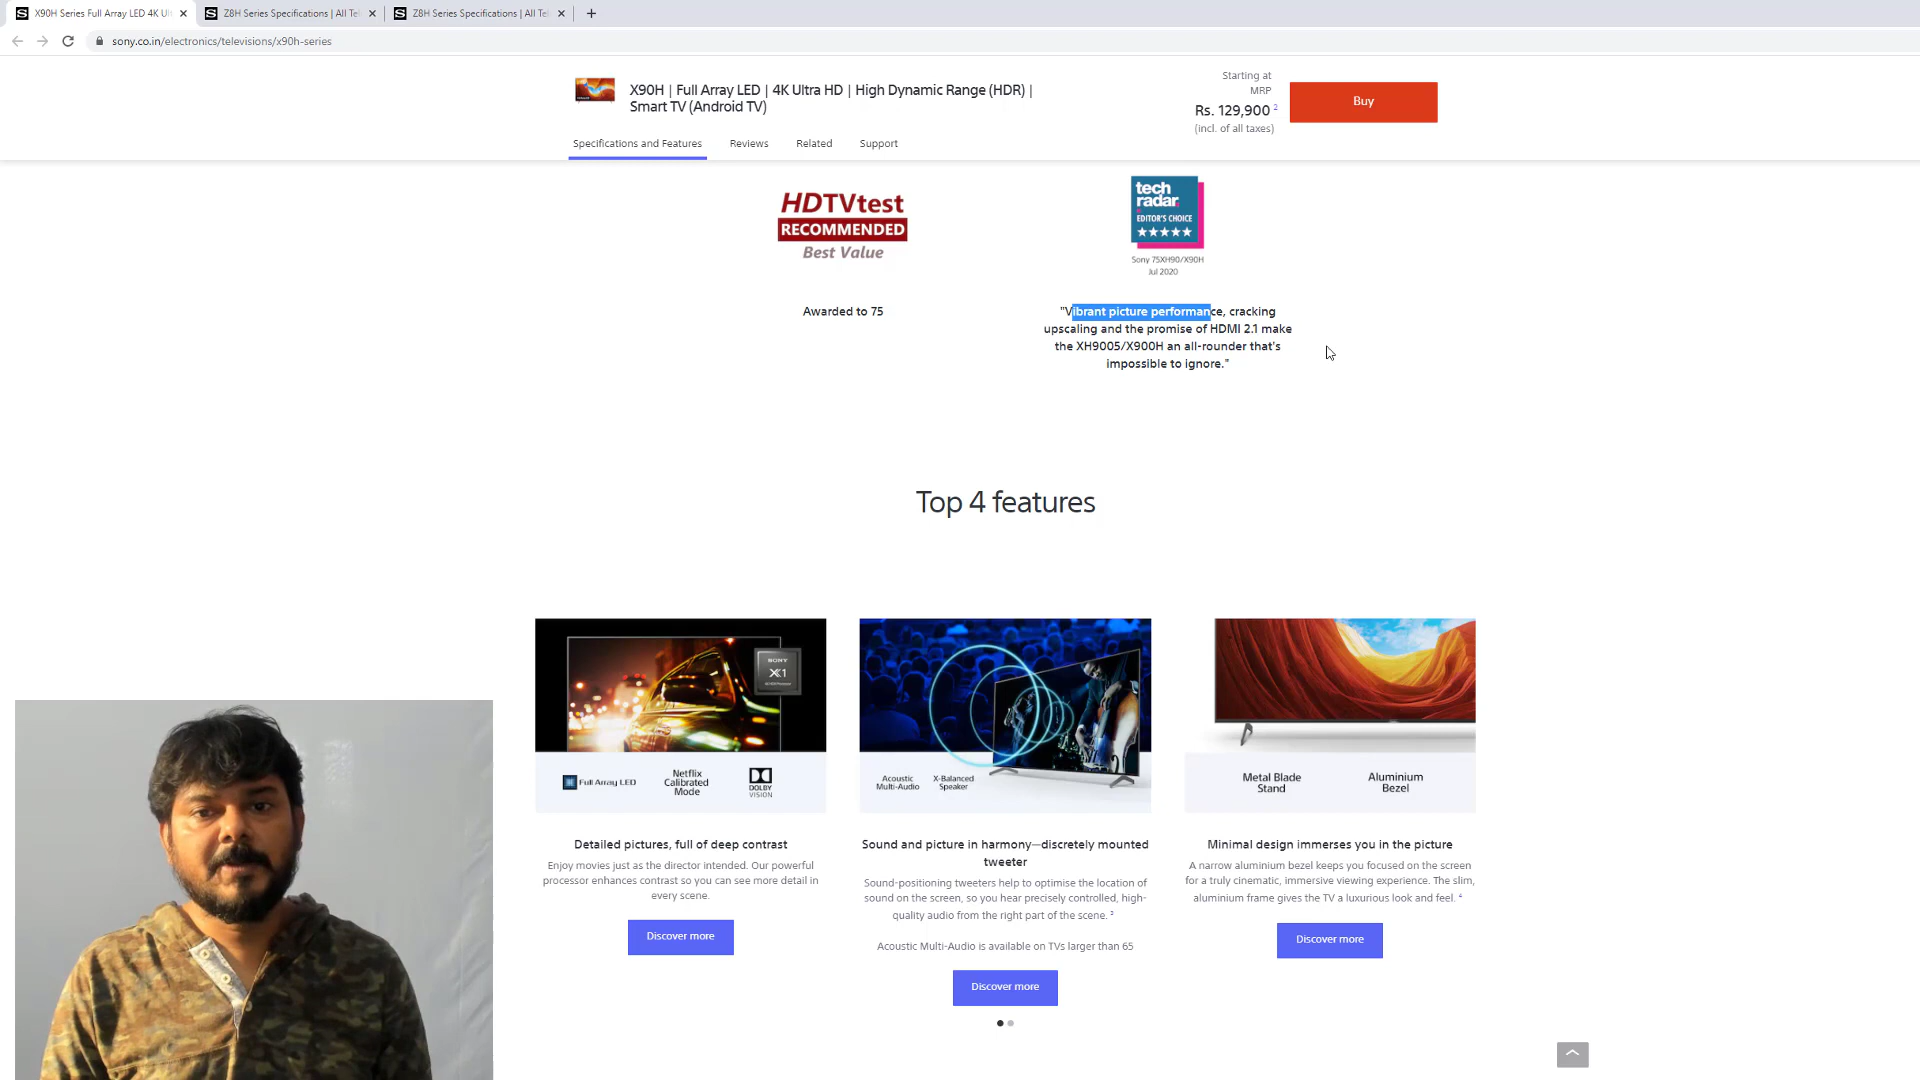 X90H Series Full Array LED 4K Ul
Z8H Series Specifications | All Te
Z8H Series Specifications | All Te
sony.co.in/electronics/televisions/x90h-series
X90H | Full Array LED | 4K Ultra HD | High Dynamic Range (HDR) |
Smart TV (Android TV)
Starting at
MRP
Rs. 129,900 2
(incl. of all taxes)
Buy
Specifications and Features
Reviews
Related
Support
HDTVtest
RECOMMENDED
Best Value
tech
radar.
EDITOR'S CHOICE
Sony 75XH90/X90H
Jul 2020
Awarded to 75
"Vibrant picture performance, cracking
upscaling and the promise of HDMI 2.1 make
the XH9005/X900H an all-rounder that's
impossible to ignore."
Top 4 features
SONY
X1
Full Array LED
Netflix
Calibrated
Mode
DOLBY
VISION
Acoustic
Multi-Audio
X-Balanced
Speaker
Metal Blade
Stand
Aluminium
Bezel
Detailed pictures, full of deep contrast
Enjoy movies just as the director intended. Our powerful
processor enhances contrast so you can see more detail in
every scene.
Discover more
Sound and picture in harmony—discretely mounted
tweeter
Sound-positioning tweeters help to optimise the location of
sound on the screen, so you hear precisely controlled, high-
quality audio from the right part of the scene. 3
Acoustic Multi-Audio is available on TVs larger than 65
Discover more
Minimal design immerses you in the picture
A narrow aluminium bezel keeps you focused on the screen
for a truly cinematic, immersive viewing experience. The slim,
aluminium frame gives the TV a luxurious look and feel. 4
Discover more